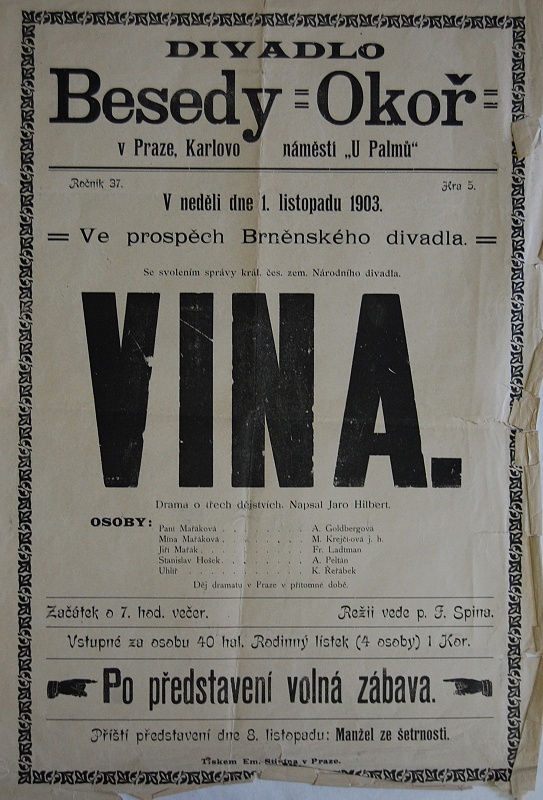 DIVADLO
Besedy = Okoř =
v Praze, Karlovo náměstí „U Palmů“
Ročník 37. Hra 5.
V neděli dne 1. listopadu 1903.
= Ve prospěch Brněnského divadla. =
Se svolením správy král. čes. zem. Národního divadla.
VINA.
Drama o třech dějstvích. Napsal Jaro Hilbert.
OSOBY:
Paní Mařáková . . . . . . . . . A. Goldbergová
Mina Mařáková . . . . . . . . . M. Krejčiová j. h.
Jiří Mařák . . . . . . . . . Fr. Ladtman
Stanislav Hošek . . . . . . . . . A. Peltán
Uhlíř . . . . . . . . . K. Řeřábek
Děj dramatu v Praze v přítomné době.
Začátek o 7. hod. večer. Režii vede p. F. Spina.
Vstupné za osobu 40 hal. Rodinný lístek (4 osoby) 1 Kor.
Po představení volná zábava.
Příští představení dne 8. listopadu: Manžel ze šetrnosti.
Tiskem Em. v Praze.